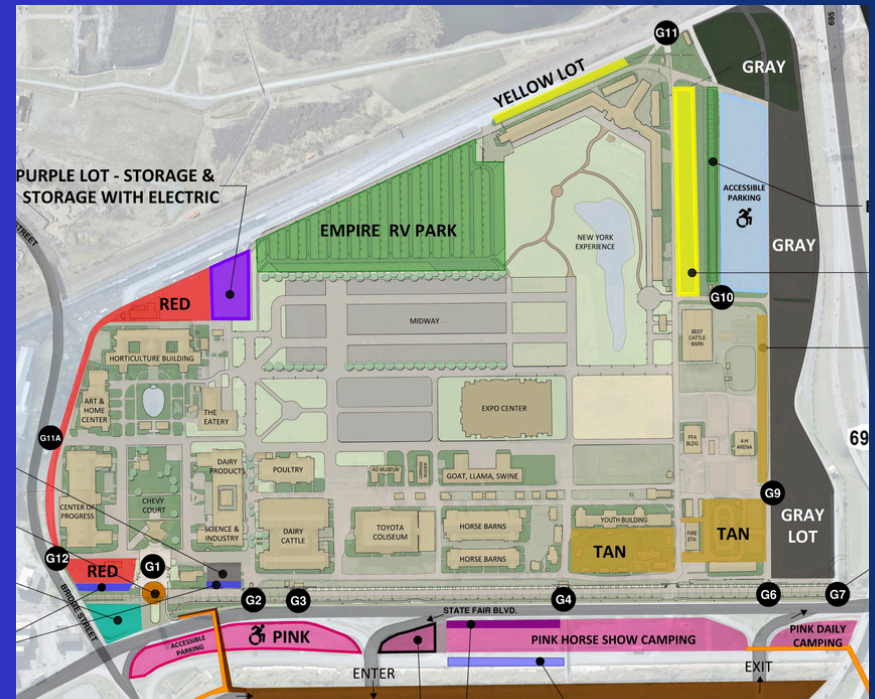 G11
GRAY
YELLOW LOT
PURPLE LOT - STORAGE &
STORAGE WITH ELECTRIC
ACCESSIBLE
PARKING
EMPIRE RV PARK
NEW YORK
EXPERIENCE
GRAY
STREET
695
E
G10
RED
MIDWAY
BEEF
CATTLE
BARN
HORTICULTURE BUILDING
ART &
HOME
CENTER
THE
EATERY
EXPO CENTER
G11A
69
4-H
ARENA
DAIRY
PRODUCTS
POULTRY
AG MUSEUM
GOAT, LLAMA, SWINE
G9
CENTER OF
PROGRESS
CHEVY
COURT
SCIENCE &
INDUSTRY
DAIRY
CATTLE
TOYOTA
COLISEUM
HORSE BARNS
YOUTH BUILDING
GRAY
LOT
TAN
TAN
HORSE BARNS
G12
RED
G1
BRIDGE STREET
G2
G3
G4
G6
G7
STATE FAIR BLVD.
ACCESSIBLE
PARKING
PINK
PINK HORSE SHOW CAMPING
PINK DAILY
CAMPING
ENTER
EXIT